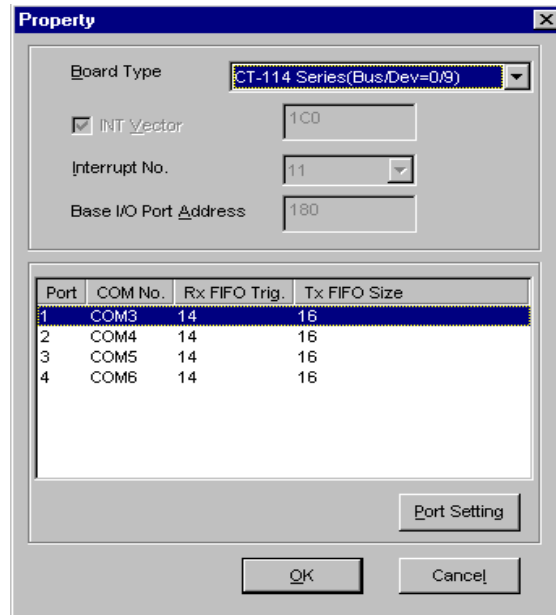 Property
Board Type CT-114 Series(Bus/Dev=0/9)
INT Vector 1C0
Interrupt No. 11
Base I/O Port Address 180
Port COM No. Rx FIFO Trig. Tx FIFO Size
1 COM3 14 16
2 COM4 14 16
3 COM5 14 16
4 COM6 14 16
Port Setting
OK Cancel